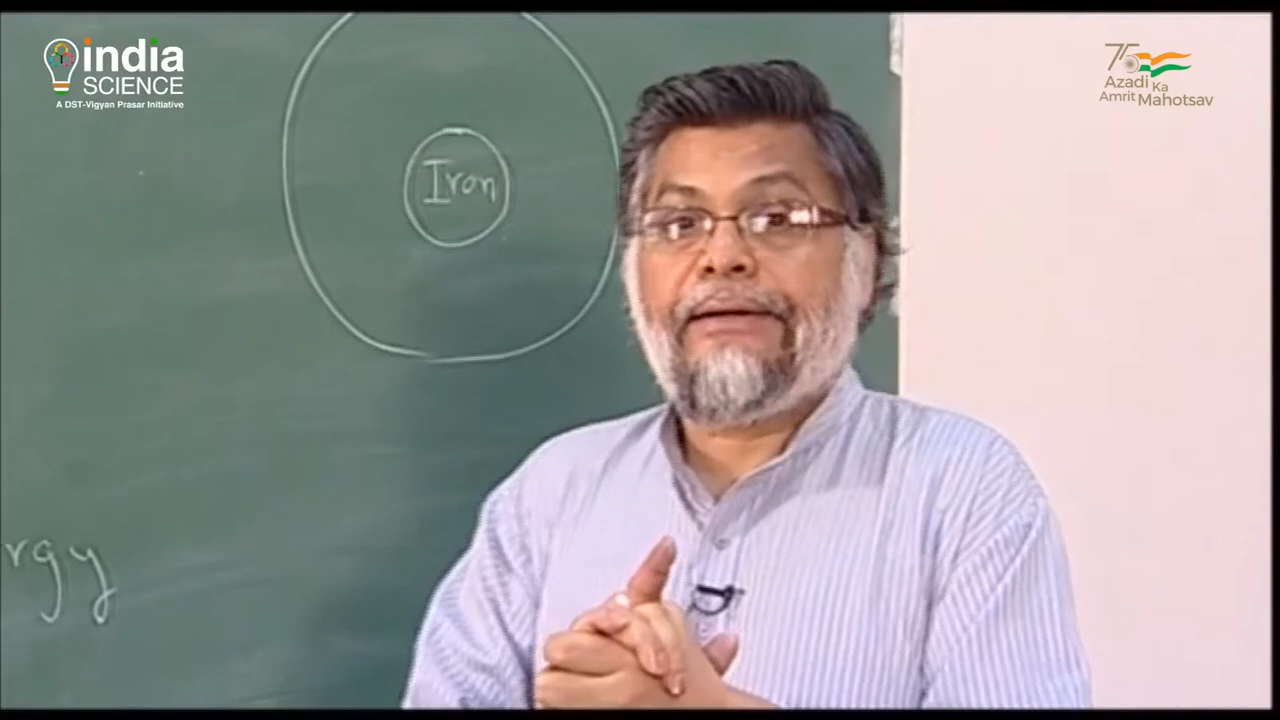 india
SCIENCE
A DST-Vigyan Prasar Initiative
75
Azadi Ka
Amrit Mahotsav
Iron
rgy